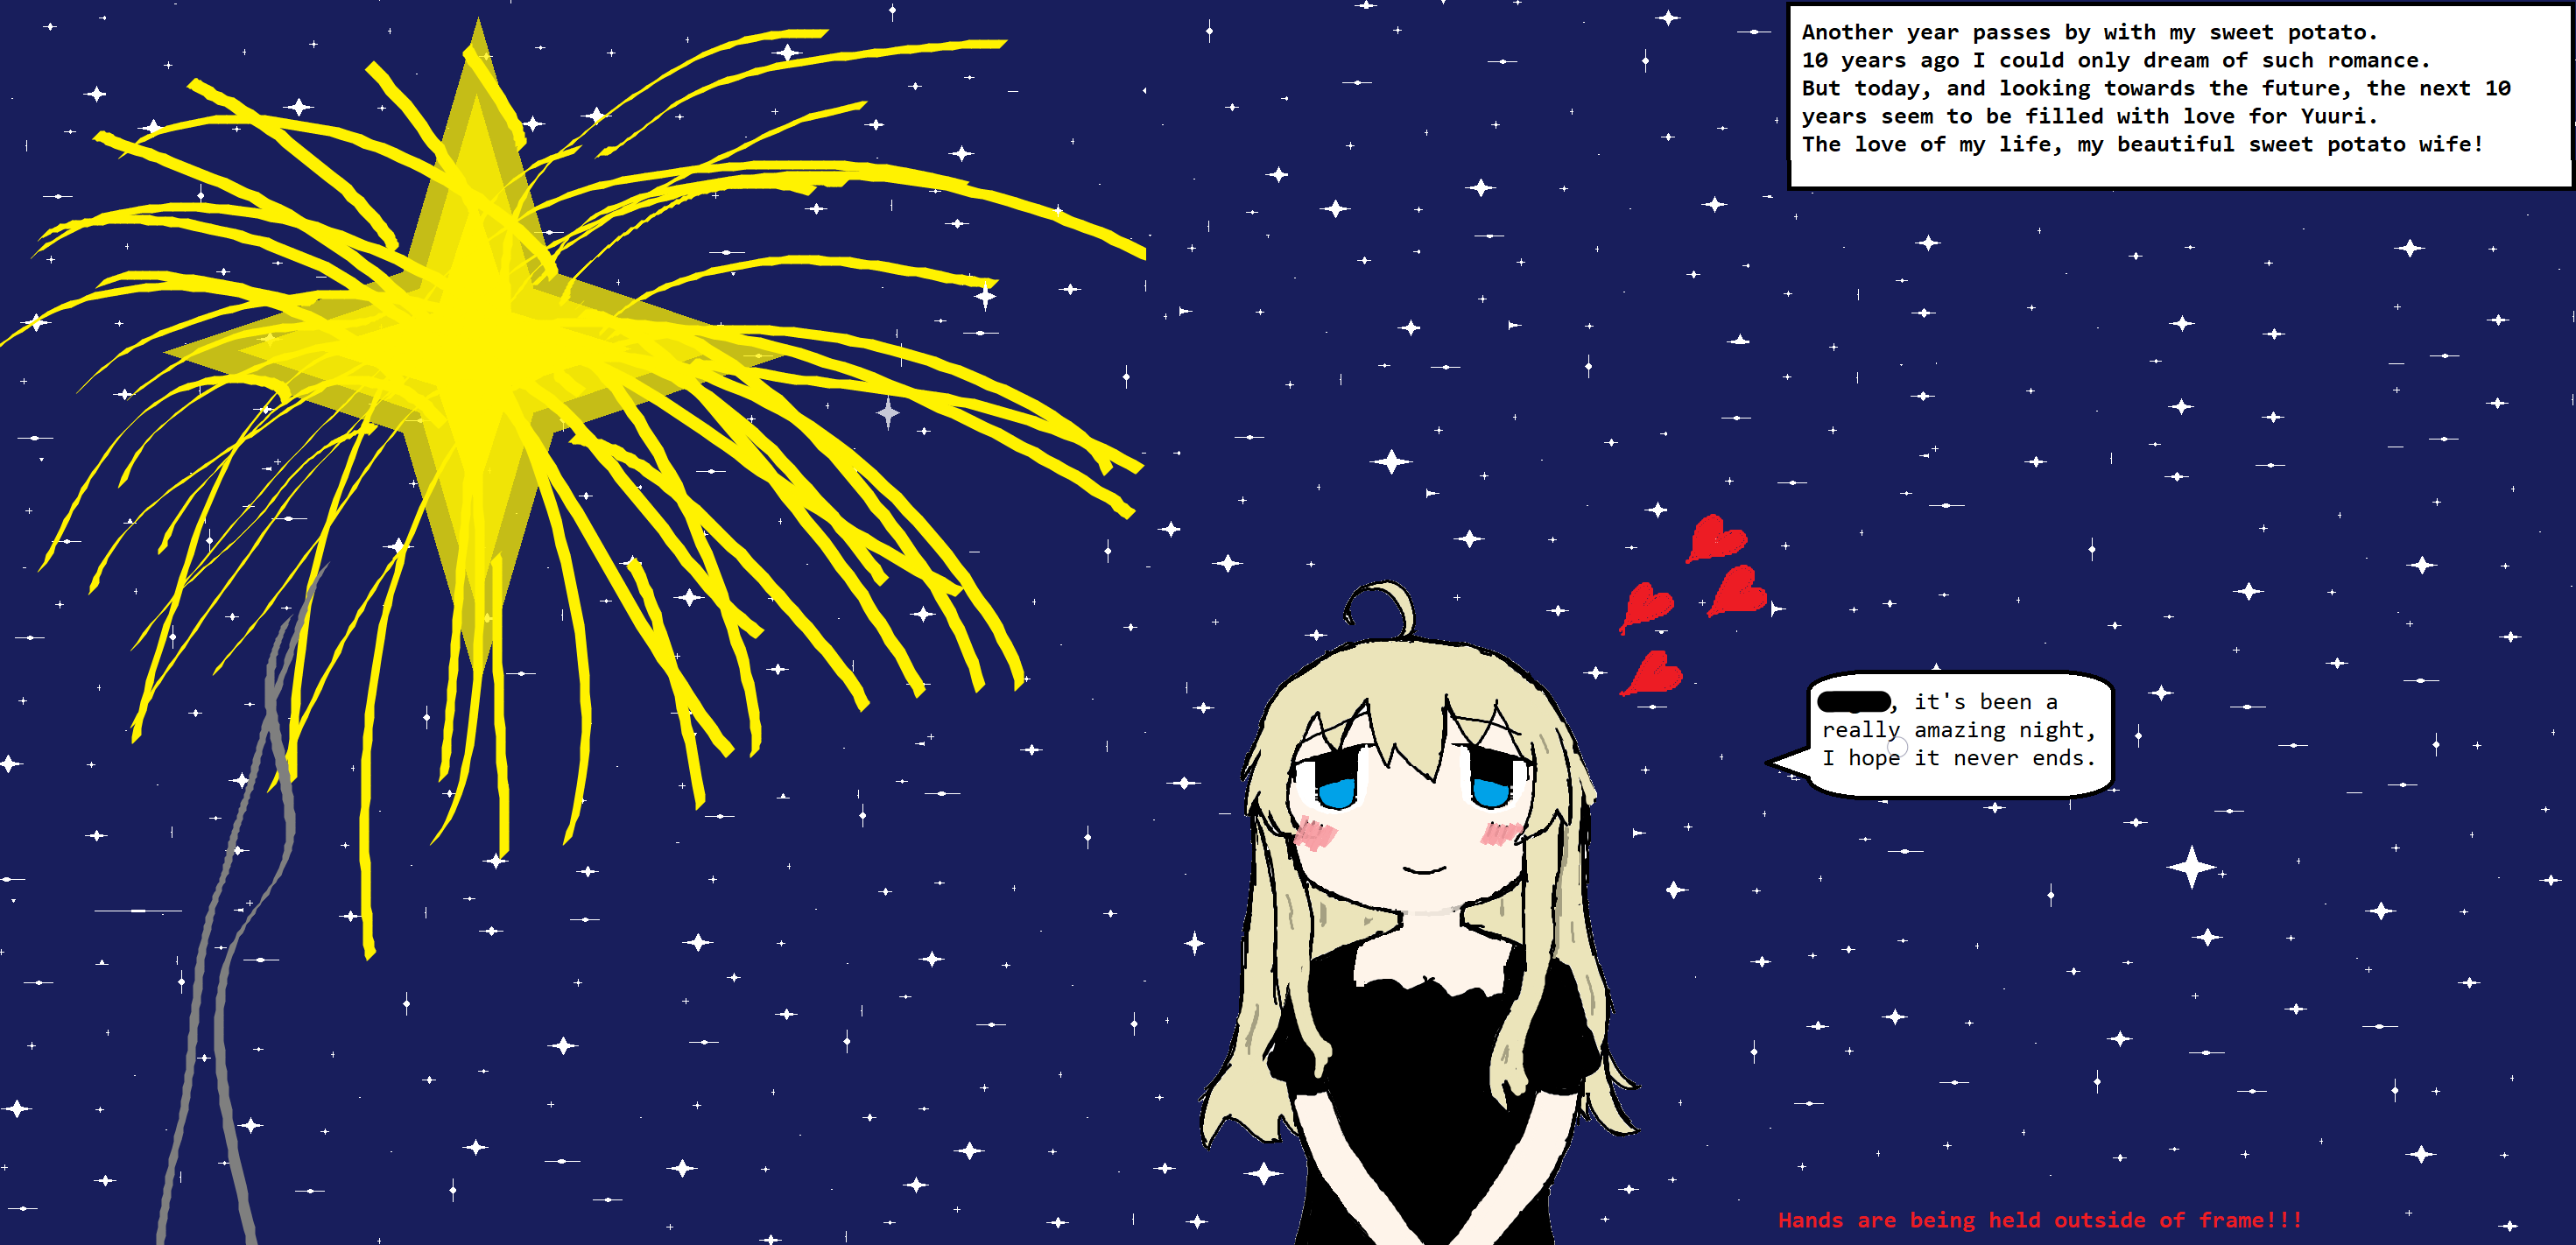 Another year passes by with my sweet potato.
10 years ago I could only dream of such romance.
But today, and looking towards the future, the next 10
years seem to be filled with love for Yuuri.
The love of my life, my beautiful sweet potato wife!
, it's been a
really amazing night,
I hope it never ends.
Hands are being held outside of frame!!!